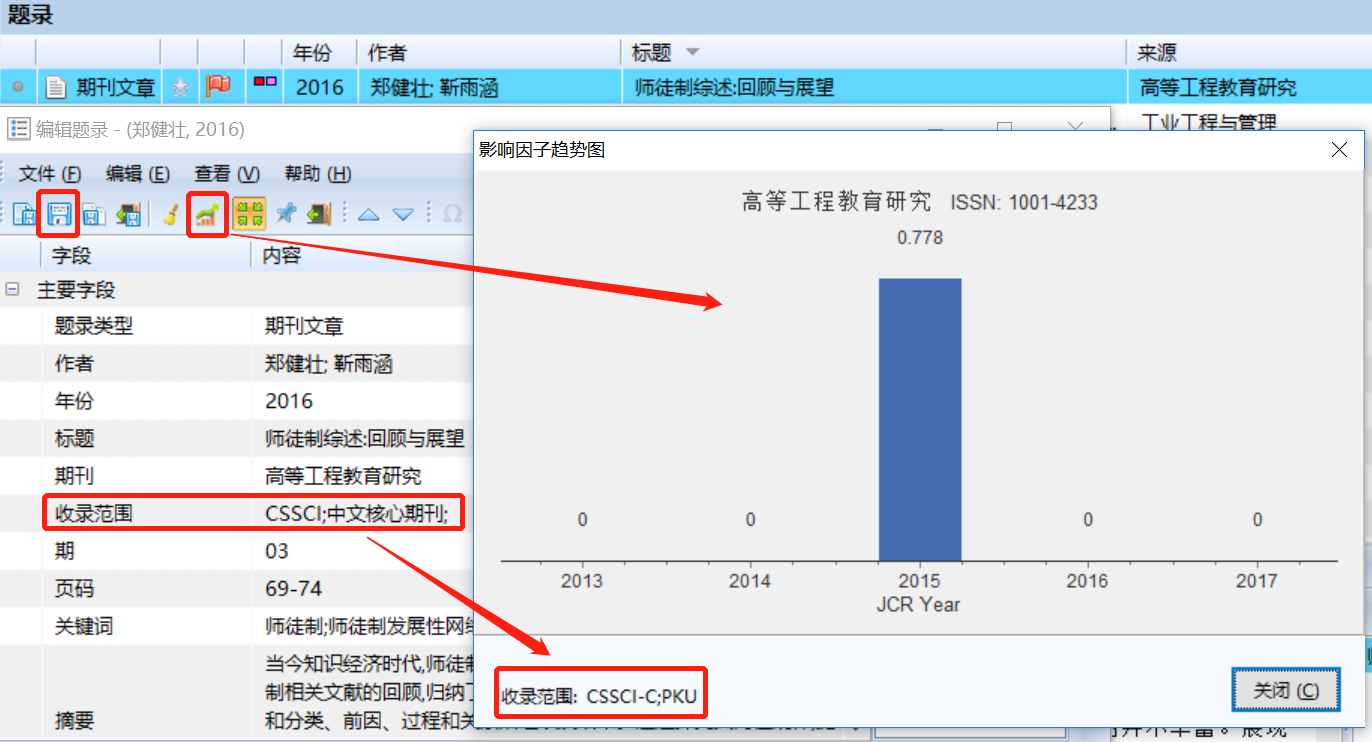 题录
年份 作者 标题 来源
期刊文章 2016 郑健壮; 靳雨涵 师徒制综述:回顾与展望 高等工程教育研究
工业工程与管理
编辑题录 - (郑健壮, 2016)
文件 (F) 编辑 (E) 查看 (V) 帮助 (H)
字段 内容
主要字段
题录类型 期刊文章
作者 郑健壮; 靳雨涵
年份 2016
标题 师徒制综述:回顾与展望
期刊 高等工程教育研究
收录范围 CSSCI;中文核心期刊;
期 03
页码 69-74
关键词 师徒制;师徒制发展性网络
当今知识经济时代,师徒制
制相关文献的回顾,归纳了
摘要 和分类、前因、过程和关
影响因子趋势图
高等工程教育研究 ISSN: 1001-4233
0.778
0 0 0 0
2013 2014 2015 2016 2017
JCR Year
收录范围: CSSCI-C;PKU
关闭 (C)